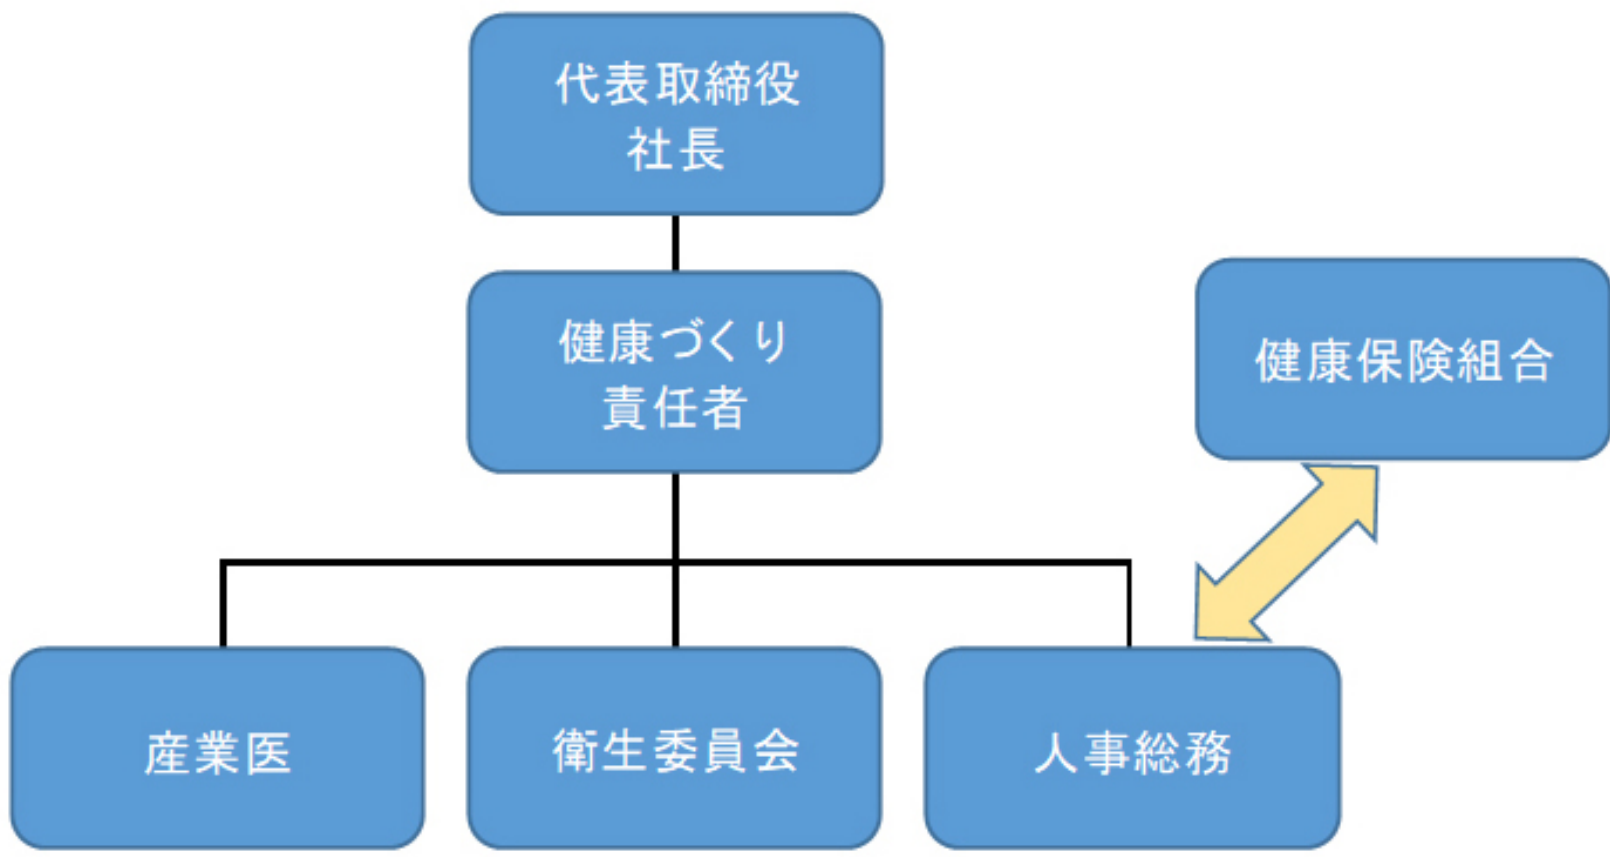 代表取締役
社長
健康づくり
責任者
健康保険組合
産業医
衛生委員会
人事総務